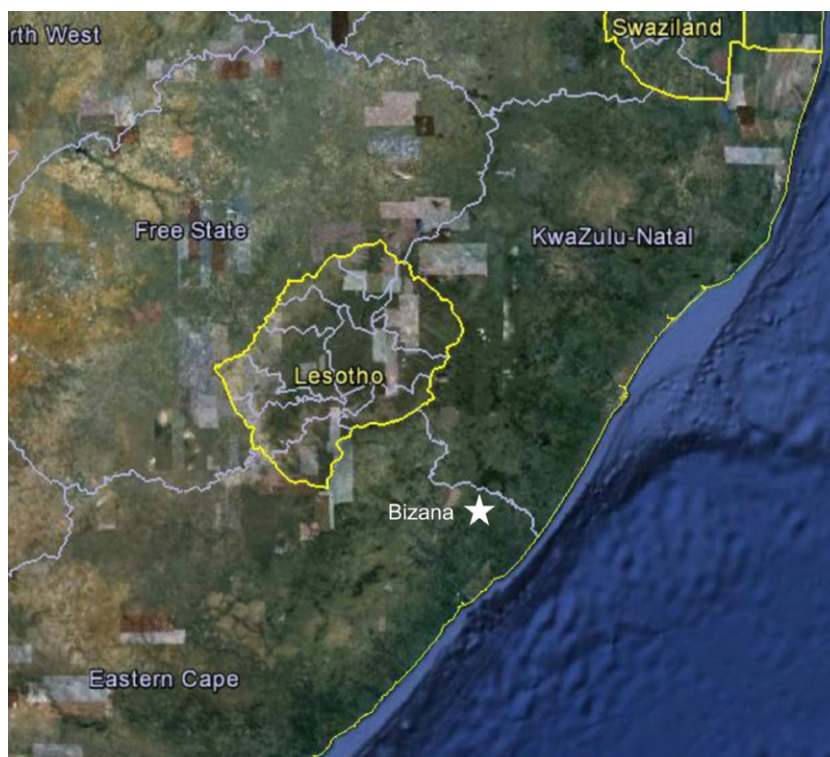 rth West
Swaziland
Free State
KwaZulu-Natal
Lesotho
Bizana
Eastern Cape